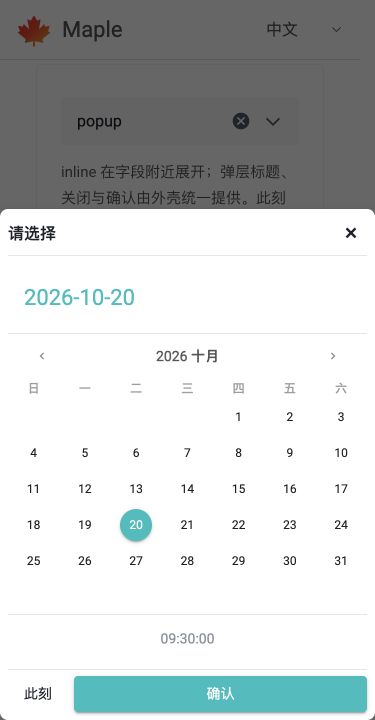 Maple
中文
popup
inline 在字段附近展开；弹层标题、
关闭与确认由外壳统一提供。此刻
请选择
2026-10-20
2026 十月
日 一 二 三 四 五 六
1 2 3
4 5 6 7 8 9 10
11 12 13 14 15 16 17
18 19 20 21 22 23 24
25 26 27 28 29 30 31
09:30:00
此刻 确认